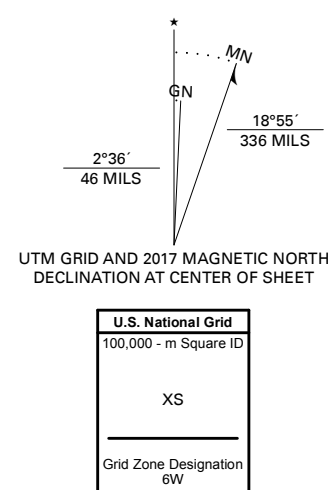 ★
MN
GN
18°55´
336 MILS
2°36´
46 MILS
UTM GRID AND 2017 MAGNETIC NORTH
DECLINATION AT CENTER OF SHEET
U.S. National Grid
100,000 - m Square ID
XS
Grid Zone Designation
6W